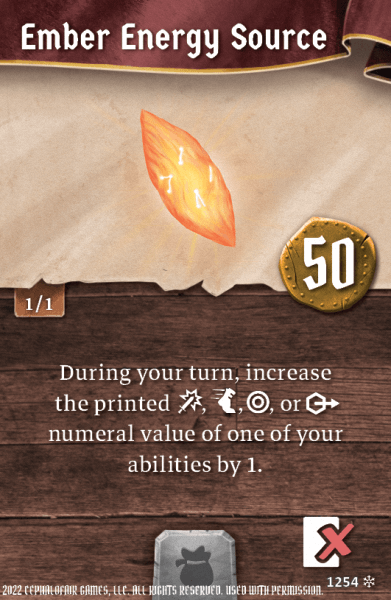 Ember Energy Source
50
1/1
During your turn, increase
the printed , , , or
numeral value of one of your
abilities by 1.
1254
2022 CEPHALOFAIR GAMES, LLC. ALL RIGHTS RESERVED. USED WITH PERMISSION.